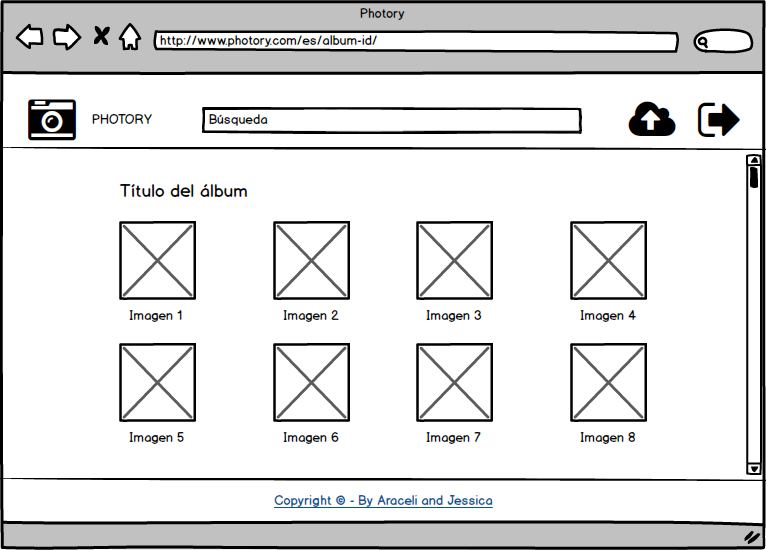 Photory
http://www.photory.com/es/album-id/
PHOTORY
Búsqueda
Título del álbum
Imagen 1
Imagen 2
Imagen 3
Imagen 4
Imagen 5
Imagen 6
Imagen 7
Imagen 8
Copyright © - By Araceli and Jessica